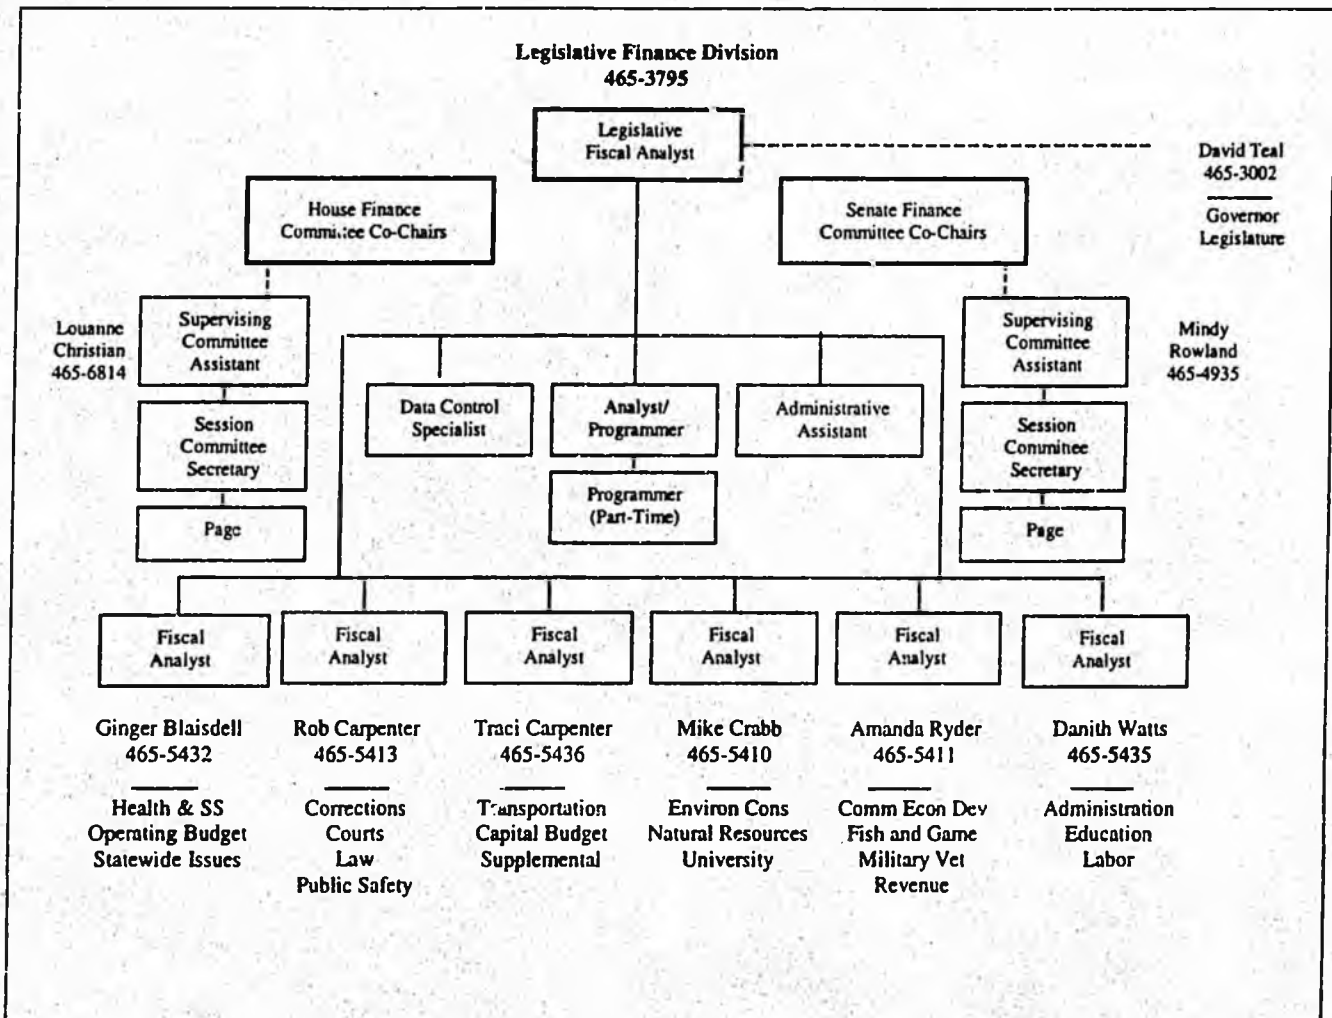 Legislative Finance Division
465-3795
Legislative
Fiscal Analyst
David Teal
465-3002
Governor
Legislature
House Finance
Committee Co-Chairs
Senate Finance
Committee Co-Chairs
Louanne
Christian
465-6814
Supervising
Committee
Assistant
Supervising
Committee
Assistant
Mindy
Rowland
465-4935
Session
Committee
Secretary
Data Control
Specialist
Analyst/
Programmer
Administrative
Assistant
Session
Committee
Secretary
Page
Programmer
(Part-Time)
Page
Fiscal
Analyst
Fiscal
Analyst
Fiscal
Analyst
Fiscal
Analyst
Fiscal
Analyst
Fiscal
Analyst
Ginger Blaisdell
465-5432
Health & SS
Operating Budget
Statewide Issues
Rob Carpenter
465-5413
Corrections
Courts
Law
Public Safety
Traci Carpenter
465-5436
Transportation
Capital Budget
Supplemental
Mike Crabb
465-5410
Environ Cons
Natural Resources
University
Amanda Ryder
465-5411
Comm Econ Dev
Fish and Game
Military Vet
Revenue
Danith Watts
465-5435
Administration
Education
Labor